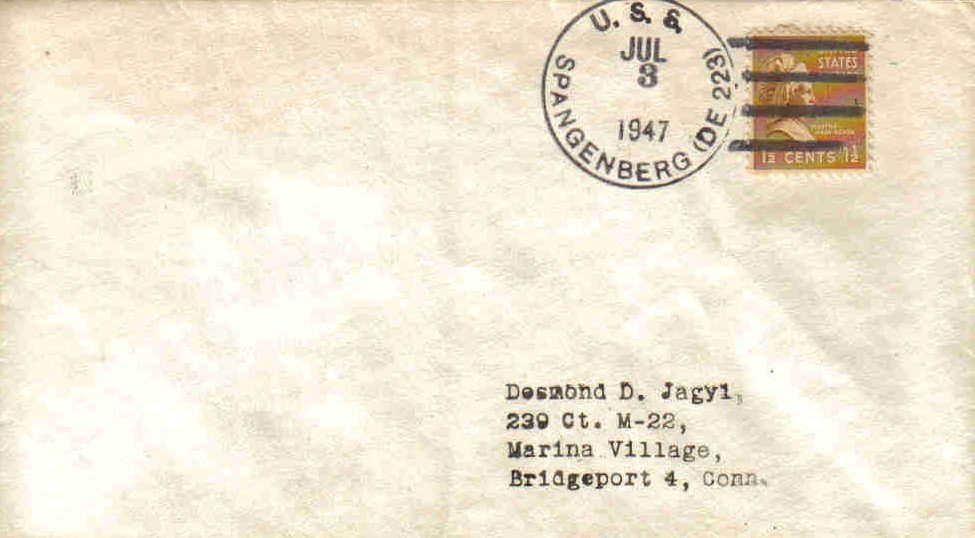 U. S. S.
JUL
3
1947
SPANGENBERG (DE 223)
STATES
1½ CENTS 1½
Desmond D. Jagyi,
239 Ct. M-22,
Marina Village,
Bridgeport 4, Conn.